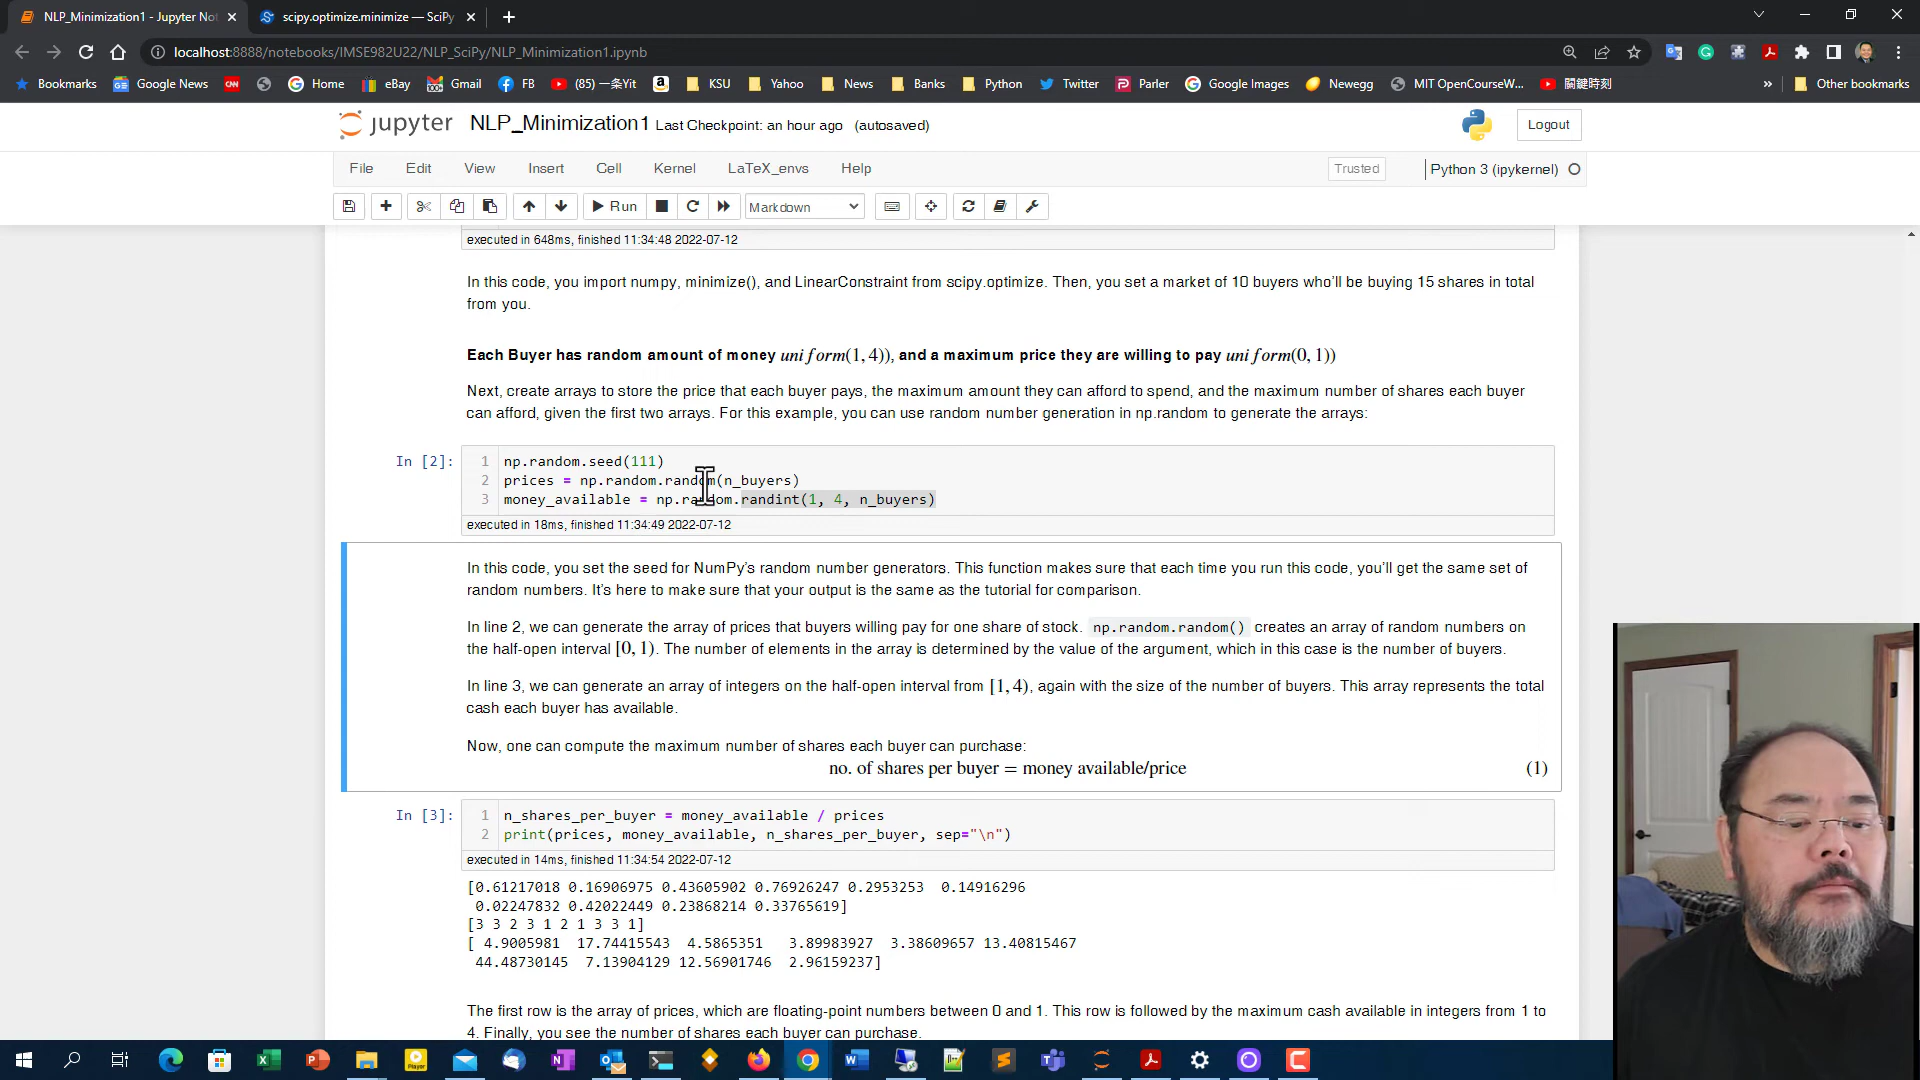 NLP_Minimization1 - Jupyter Not
scipy.optimize.minimize — SciPy
localhost:8888/notebooks/IMSE982U22/NLP_SciPy/NLP_Minimization1.ipynb
Bookmarks Google News CNN Home eBay Gmail FB (85) 一条Yit KSU Yahoo News Banks Python Twitter Parler Google Images Newegg MIT OpenCourseW... 關鍵時刻 » Other bookmarks
jupyter NLP_Minimization1 Last Checkpoint: an hour ago (autosaved) Logout
File Edit View Insert Cell Kernel LaTeX_envs Help Trusted Python 3 (ipykernel)
Run Markdown
executed in 648ms, finished 11:34:48 2022-07-12
In this code, you import numpy, minimize(), and LinearConstraint from scipy.optimize. Then, you set a market of 10 buyers who'll be buying 15 shares in total
from you.
Each Buyer has random amount of money uniform(1, 4)), and a maximum price they are willing to pay uniform(0, 1))
Next, create arrays to store the price that each buyer pays, the maximum amount they can afford to spend, and the maximum number of shares each buyer
can afford, given the first two arrays. For this example, you can use random number generation in np.random to generate the arrays:
In [2]: 1 np.random.seed(111)
2 prices = np.random.random(n_buyers)
3 money_available = np.random.randint(1, 4, n_buyers)
executed in 18ms, finished 11:34:49 2022-07-12
In this code, you set the seed for NumPy's random number generators. This function makes sure that each time you run this code, you'll get the same set of
random numbers. It's here to make sure that your output is the same as the tutorial for comparison.
In line 2, we can generate the array of prices that buyers willing pay for one share of stock. np.random.random() creates an array of random numbers on
the half-open interval [0, 1). The number of elements in the array is determined by the value of the argument, which in this case is the number of buyers.
In line 3, we can generate an array of integers on the half-open interval from [1, 4), again with the size of the number of buyers. This array represents the total
cash each buyer has available.
Now, one can compute the maximum number of shares each buyer can purchase:
no. of shares per buyer = money available/price (1)
In [3]: 1 n_shares_per_buyer = money_available / prices
2 print(prices, money_available, n_shares_per_buyer, sep="\n")
executed in 14ms, finished 11:34:54 2022-07-12
[0.61217018 0.16906975 0.43605902 0.76926247 0.2953253 0.14916296
0.02247832 0.42022449 0.23868214 0.33765619]
[3 3 2 3 1 2 1 3 3 1]
[ 4.9005981 17.74415543 4.5865351 3.89983927 3.38609657 13.40815467
44.48730145 7.13904129 12.56901746 2.96159237]
The first row is the array of prices, which are floating-point numbers between 0 and 1. This row is followed by the maximum cash available in integers from 1 to
4. Finally, you see the number of shares each buyer can purchase.